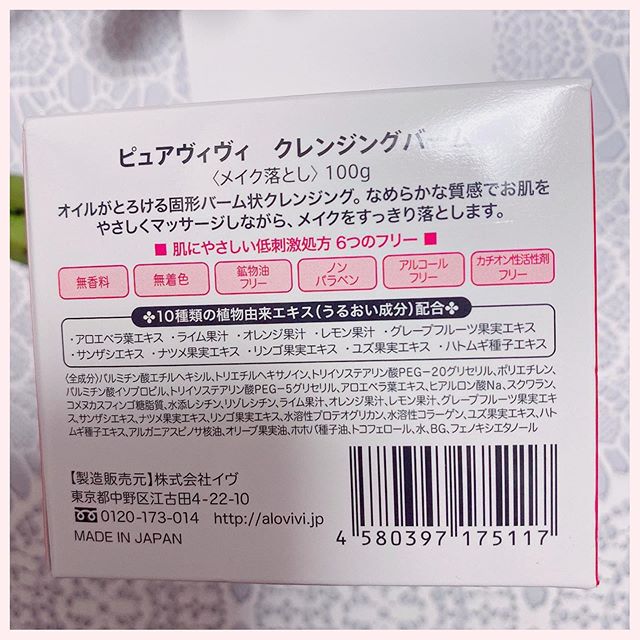 ピュアヴィヴィ クレンジングバーム
〈メイク落とし〉100g
オイルがとろける固形バーム状クレンジング。なめらかな質感でお肌を
やさしくマッサージしながら、メイクをすっきり落とします。
■ 肌にやさしい低刺激処方 6つのフリー ■
無香料
無着色
鉱物油
フリー
ノン
パラベン
アルコール
フリー
カチオン性活性剤
フリー
✤10種類の植物由来エキス（うるおい成分）配合✤
・アロエベラ葉エキス ・ライム果汁 ・オレンジ果汁 ・レモン果汁 ・グレープフルーツ果実エキス
・サンザシエキス ・ナツメ果実エキス ・リンゴ果実エキス ・ユズ果実エキス ・ハトムギ種子エキス
〈全成分〉パルミチン酸エチルヘキシル、トリエチルヘキサノイン、トリイソステアリン酸PEG-20グリセリル、ポリエチレン、
パルミチン酸イソプロピル、トリイソステアリン酸PEG-5グリセリル、アロエベラ葉エキス、ヒアルロン酸Na、スクワラン、
コメヌカスフィンゴ糖脂質、水添レシチン、リゾレシチン、ライム果汁、オレンジ果汁、レモン果汁、グレープフルーツ果実エキ
ス、サンザシエキス、ナツメ果実エキス、リンゴ果実エキス、水溶性プロテオグリカン、水溶性コラーゲン、ユズ果実エキス、ハト
ムギ種子エキス、アルガニアスピノサ核油、オリーブ果実油、ホホバ種子油、トコフェロール、水、BG、フェノキシエタノール
【製造販売元】株式会社イヴ
東京都中野区江古田4-22-10
0120-173-014 http://alovivi.jp
MADE IN JAPAN
4 580397 175117